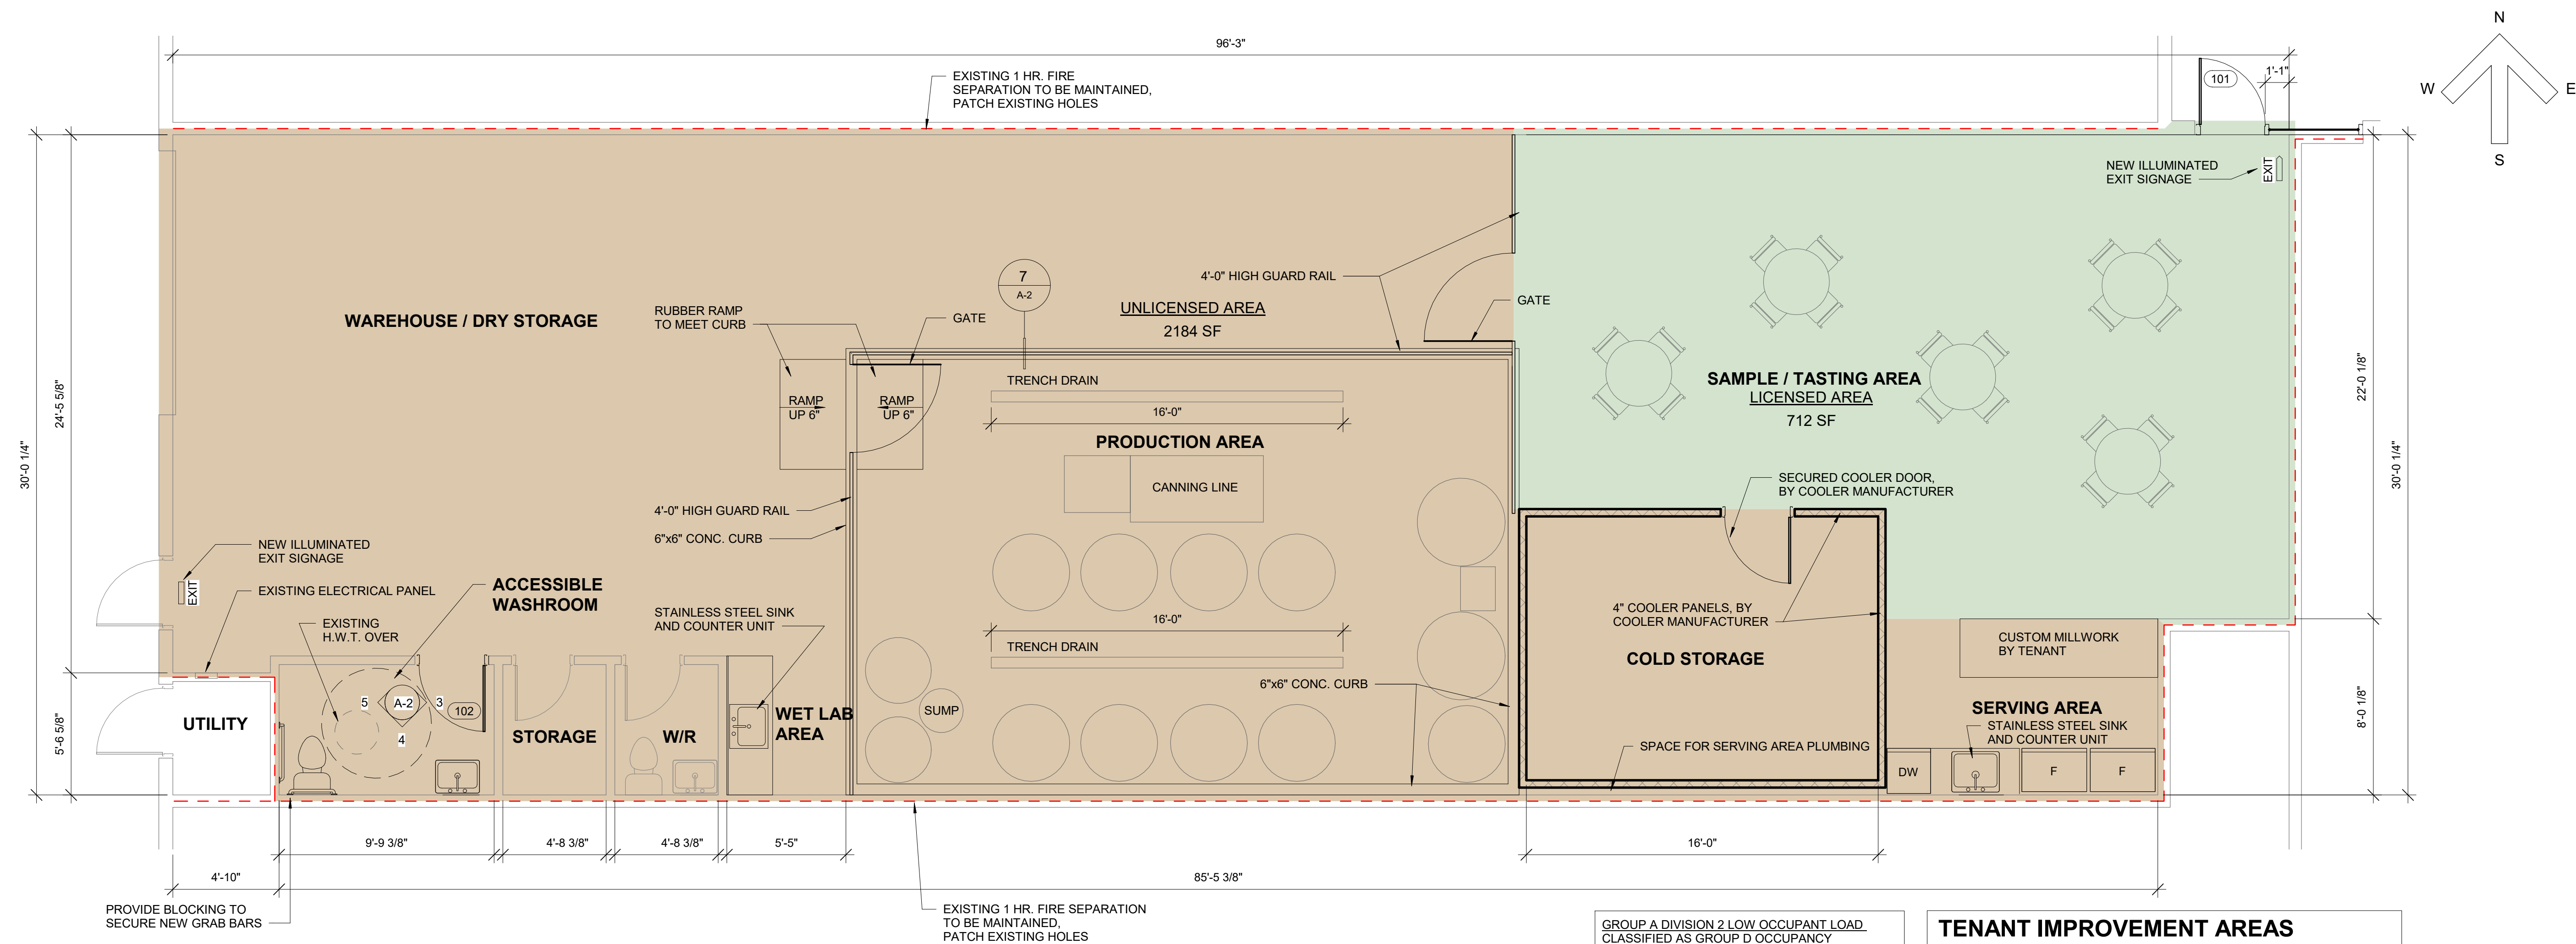 N
96'-3"
101
1'-1"
W
E
EXISTING 1 HR. FIRE
SEPARATION TO BE MAINTAINED,
PATCH EXISTING HOLES
S
NEW ILLUMINATED
EXIT SIGNAGE
EXIT
7
A-2
4'-0" HIGH GUARD RAIL
GATE
UNLICENSED AREA
2184 SF
RUBBER RAMP
TO MEET CURB
GATE
WAREHOUSE / DRY STORAGE
TRENCH DRAIN
16'-0"
RAMP
UP 6"
RAMP
UP 6"
PRODUCTION AREA
CANNING LINE
SAMPLE / TASTING AREA
LICENSED AREA
712 SF
24'-5 5/8"
30'-0 1/4"
22'-0 1/8"
30'-0 1/4"
SECURED COOLER DOOR,
BY COOLER MANUFACTURER
4'-0" HIGH GUARD RAIL
6"x6" CONC. CURB
NEW ILLUMINATED
EXIT SIGNAGE
EXIT
EXISTING ELECTRICAL PANEL
ACCESSIBLE
WASHROOM
EXISTING
H.W.T. OVER
STAINLESS STEEL SINK
AND COUNTER UNIT
16'-0"
TRENCH DRAIN
4" COOLER PANELS, BY
COOLER MANUFACTURER
COLD STORAGE
CUSTOM MILLWORK
BY TENANT
6"x6" CONC. CURB
5
A-2
3
102
4
SUMP
UTILITY
STORAGE
W/R
WET LAB
AREA
5'-6 5/8"
8'-0 1/8"
SERVING AREA
STAINLESS STEEL SINK
AND COUNTER UNIT
SPACE FOR SERVING AREA PLUMBING
DW
F
F
9'-9 3/8"
4'-8 3/8"
4'-8 3/8"
5'-5"
16'-0"
4'-10"
85'-5 3/8"
PROVIDE BLOCKING TO
SECURE NEW GRAB BARS
EXISTING 1 HR. FIRE SEPARATION
TO BE MAINTAINED,
PATCH EXISTING HOLES
GROUP A DIVISION 2 LOW OCCUPANT LOAD
CLASSIFIED AS GROUP D OCCUPANCY
TENANT IMPROVEMENT AREAS